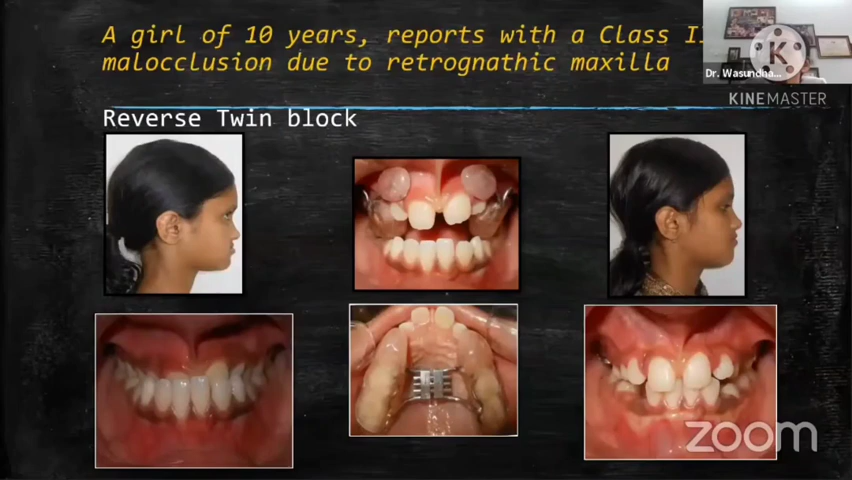 A girl of 10 years, reports with a Class
malocclusion due to retrognathic maxilla
K
Dr. Wasundha...
KINEMASTER
Reverse Twin block
zoom